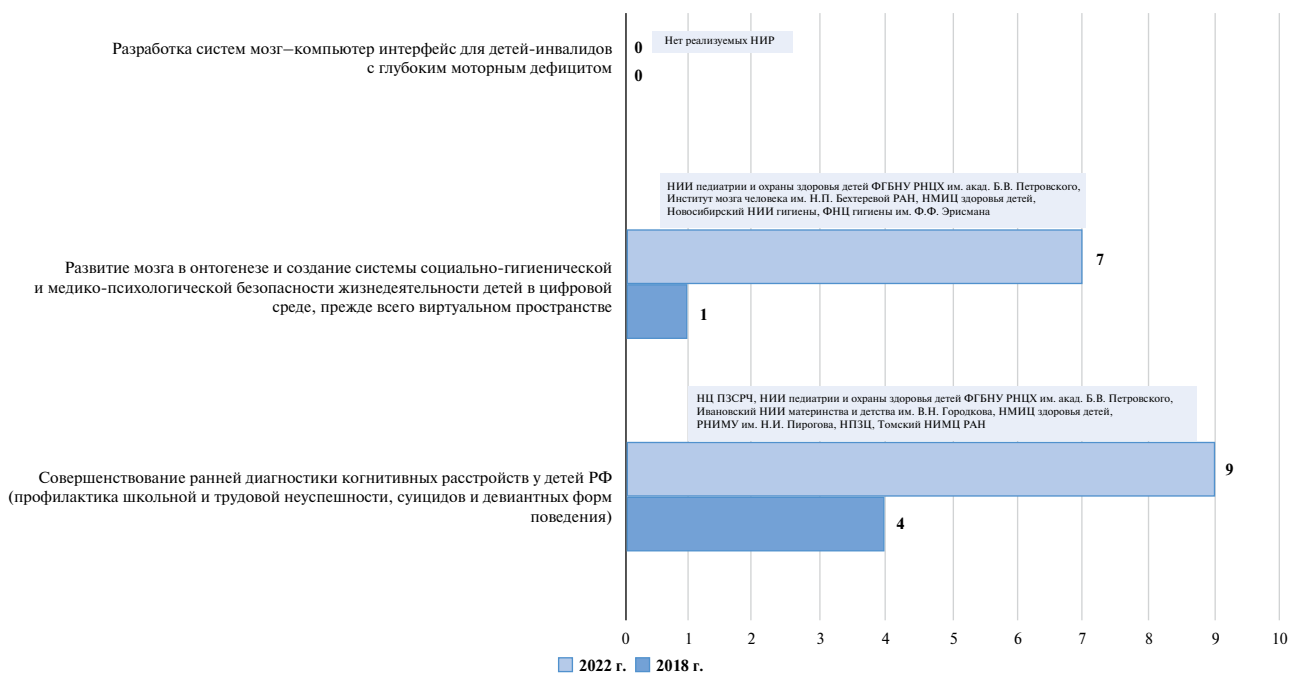 Разработка систем мозг–компьютер интерфейс для детей-инвалидов
с глубоким моторным дефицитом
0
Нет реализуемых НИР
0
НИИ педиатрии и охраны здоровья детей ФГБНУ РНЦХ им. акад. Б.В. Петровского,
Институт мозга человека им. Н.П. Бехтеревой РАН, НМИЦ здоровья детей,
Новосибирский НИИ гигиены, ФНЦ гигиены им. Ф.Ф. Эрисмана
Развитие мозга в онтогенезе и создание системы социально-гигиенической
и медико-психологической безопасности жизнедеятельности детей в цифровой
среде, прежде всего виртуальном пространстве
7
1
НЦ ПЗСРЧ, НИИ педиатрии и охраны здоровья детей ФГБНУ РНЦХ им. акад. Б.В. Петровского,
Ивановский НИИ материнства и детства им. В.Н. Городкова, НМИЦ здоровья детей,
РНИМУ им. Н.И. Пирогова, НПЗЦ, Томский НИМЦ РАН
Совершенствование ранней диагностики когнитивных расстройств у детей РФ
(профилактика школьной и трудовой неуспешности, суицидов и девиантных форм
поведения)
9
4
0 1 2 3 4 5 6 7 8 9 10
2022 г. 2018 г.